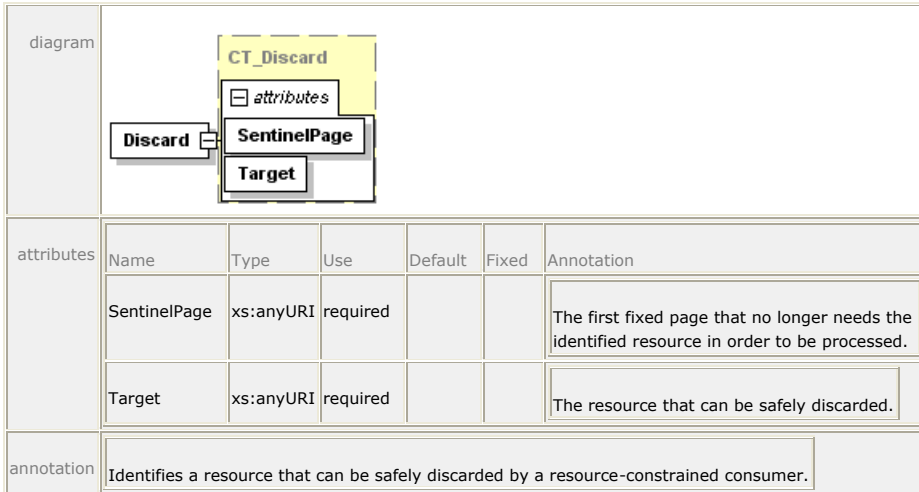 diagram
CT_Discard
attributes
Discard
SentinelPage
Target
attributes
Name Type Use Default Fixed Annotation
SentinelPage xs:anyURI required The first fixed page that no longer needs the
identified resource in order to be processed.
Target xs:anyURI required The resource that can be safely discarded.
annotation
Identifies a resource that can be safely discarded by a resource-constrained consumer.